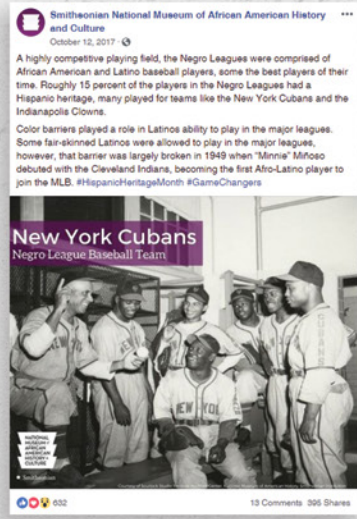 Smithsonian National Museum of African American History
and Culture
October 12, 2017 ·
A highly competitive playing field, the Negro Leagues were comprised of
African American and Latino baseball players, some the best players of their
time. Roughly 15 percent of the players in the Negro Leagues had a
Hispanic heritage, many played for teams like the New York Cubans and the
Indianapolis Clowns.
Color barriers played a role in Latinos ability to play in the major leagues.
Some fair-skinned Latinos were allowed to play in the major leagues,
however, that barrier was largely broken in 1949 when "Minnie" Miñoso
debuted with the Cleveland Indians, becoming the first Afro-Latino player to
join the MLB. #HispanicHeritageMonth #GameChangers
New York Cubans
Negro League Baseball Team
CUBANS
NEW YOR
NATIONAL
MUSEUM of
AFRICAN
AMERICAN
HISTORY &
CULTURE
Smithsonian
632
13 Comments 395 Shares